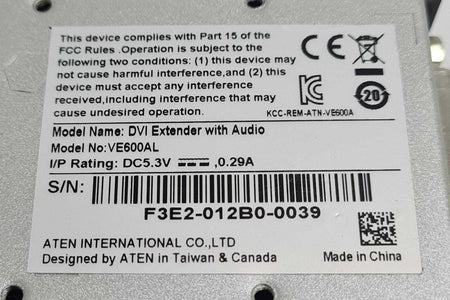 This device complies with Part 15 of the
FCC Rules .Operation is subject to the
following two conditions: (1) this device may
not cause harmful interference,and (2) this
device must accept any interference
received,including interference that may
cause undesired operation.
CE
20
KCC-REM-ATN-VE600A
Model Name: DVI Extender with Audio
Model No:VE600AL
I/P Rating: DC5.3V ⎓ ,0.29A
S/N:
F3E2-012B0-0039
ATEN INTERNATIONAL CO.,LTD
Designed by ATEN in Taiwan & Canada
Made in China